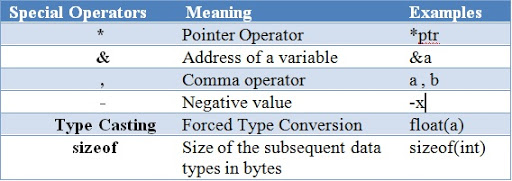 Special Operators Meaning Examples
* Pointer Operator *ptr
& Address of a variable &a
, Comma operator a , b
- Negative value -x
Type Casting Forced Type Conversion float(a)
sizeof Size of the subsequent data sizeof(int)
types in bytes